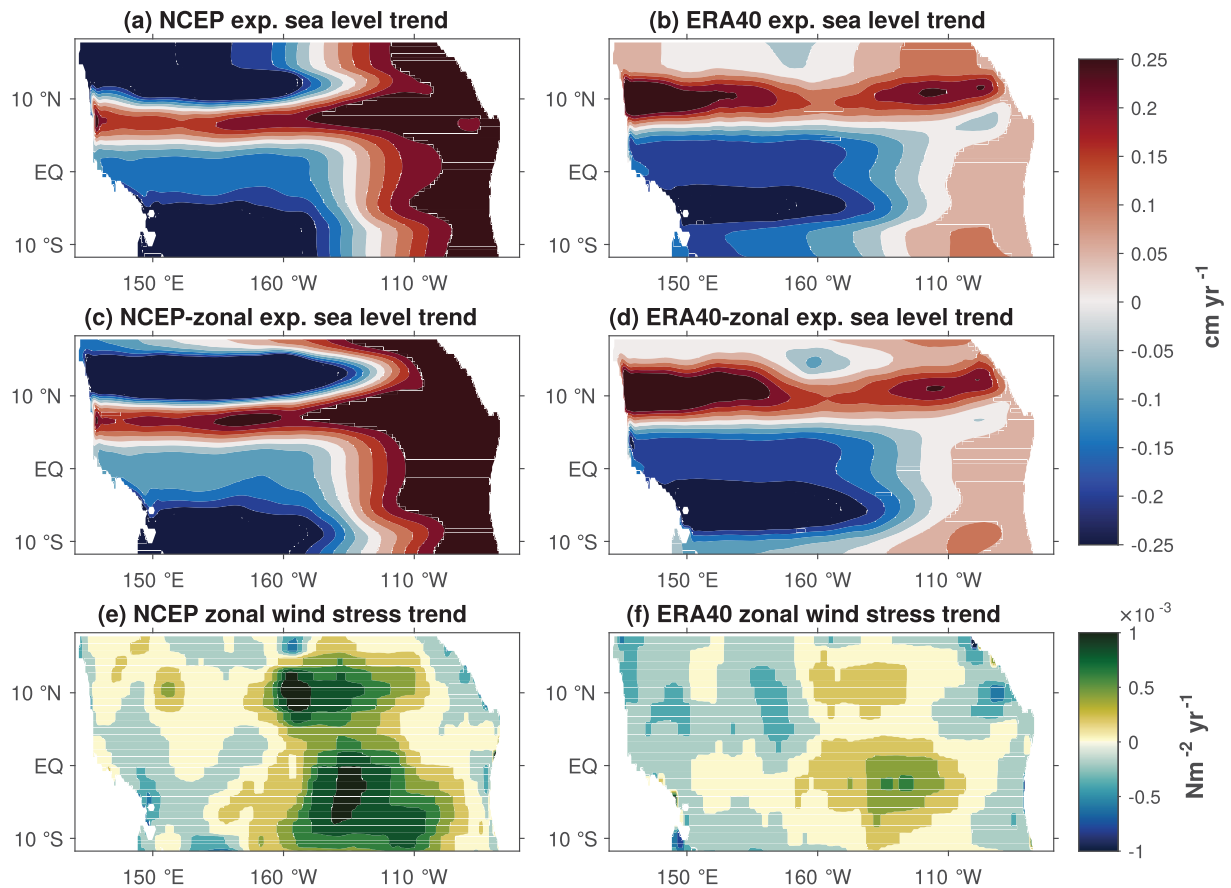 (a) NCEP exp. sea level trend
(b) ERA40 exp. sea level trend
10 °N
EQ
10 °S
150 °E
160 °W
110 °W
10 °N
EQ
10 °S
150 °E
160 °W
110 °W
(c) NCEP-zonal exp. sea level trend
(d) ERA40-zonal exp. sea level trend
10 °N
EQ
10 °S
150 °E
160 °W
110 °W
10 °N
EQ
10 °S
150 °E
160 °W
110 °W
0.25
0.2
0.15
0.1
0.05
0
-0.05
-0.1
-0.15
-0.2
-0.25
cm yr⁻¹
(e) NCEP zonal wind stress trend
(f) ERA40 zonal wind stress trend
10 °N
EQ
10 °S
150 °E
160 °W
110 °W
10 °N
EQ
10 °S
150 °E
160 °W
110 °W
×10⁻³
1
0.5
0
-0.5
-1
Nm⁻² yr⁻¹